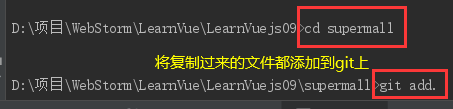 D:\项目\WebStorm\LearnVue\LearnVuejs09>cd supermall
将复制过来的文件都添加到git上
D:\项目\WebStorm\LearnVue\LearnVuejs09\supermall>git add.